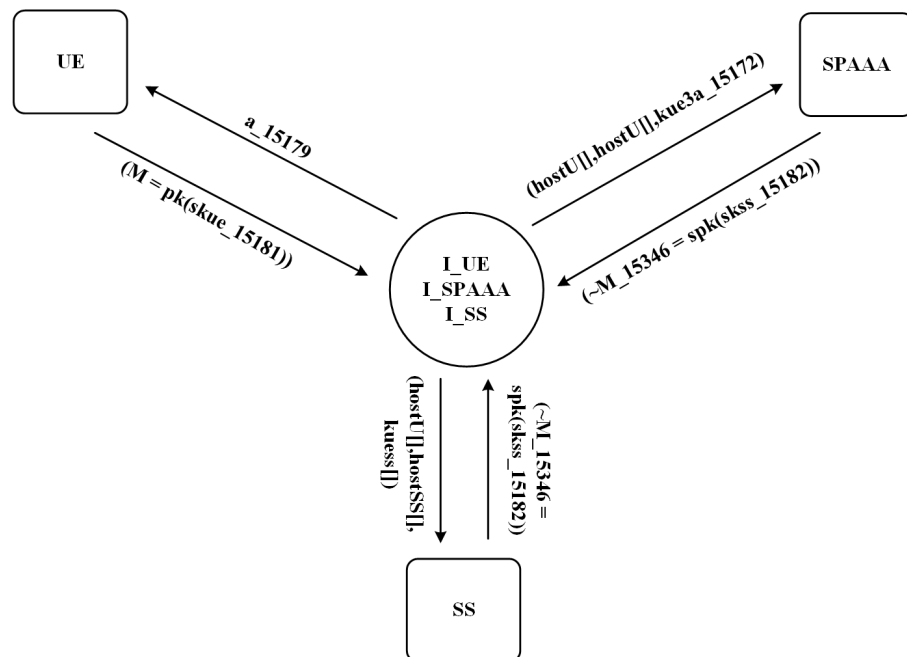 UE
SPAAA
a_15179
(M = pk(skue_15181))
(hostU[],hostU[],kue3a_15172)
(~M_15346 = spk(skss_15182))
I_UE
I_SPAAA
I_SS
(hostU[],hostSS[],
kuess[])
(~M_15346 =
spk(skss_15182))
SS